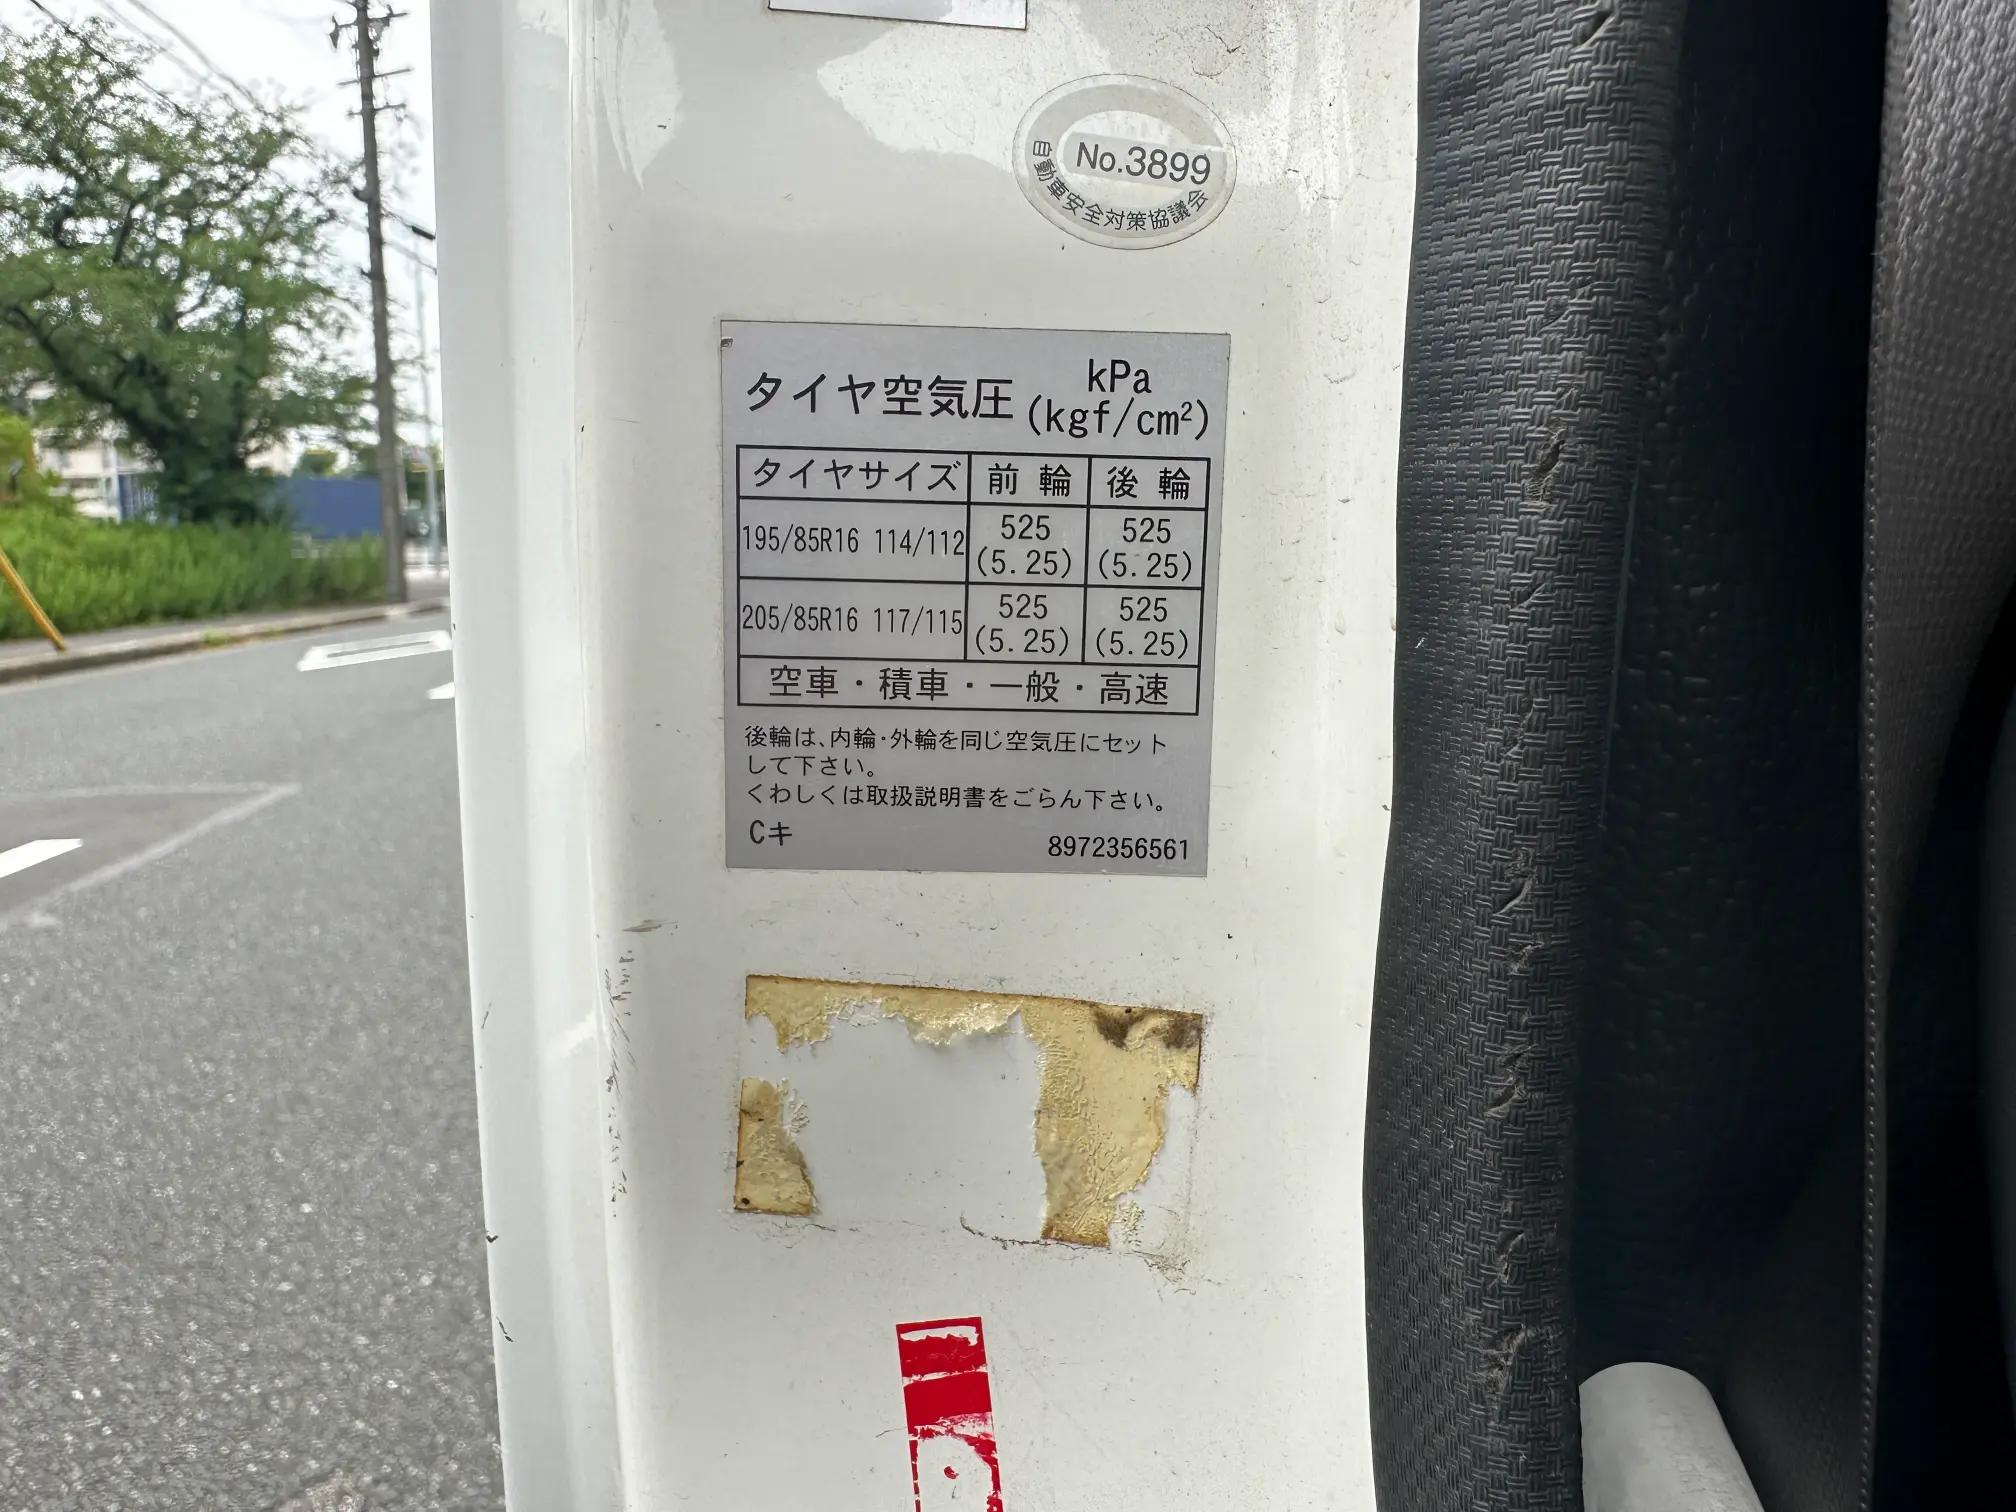 No.3899
自動車安全対策協議会
タイヤ空気圧 kPa
(kgf/cm²)
タイヤサイズ 前輪 後輪
195/85R16 114/112 525 (5.25) 525 (5.25)
205/85R16 117/115 525 (5.25) 525 (5.25)
空車・積車・一般・高速
後輪は、内輪・外輪を同じ空気圧にセット
して下さい。
くわしくは取扱説明書をごらん下さい。
Cキ 8972356561